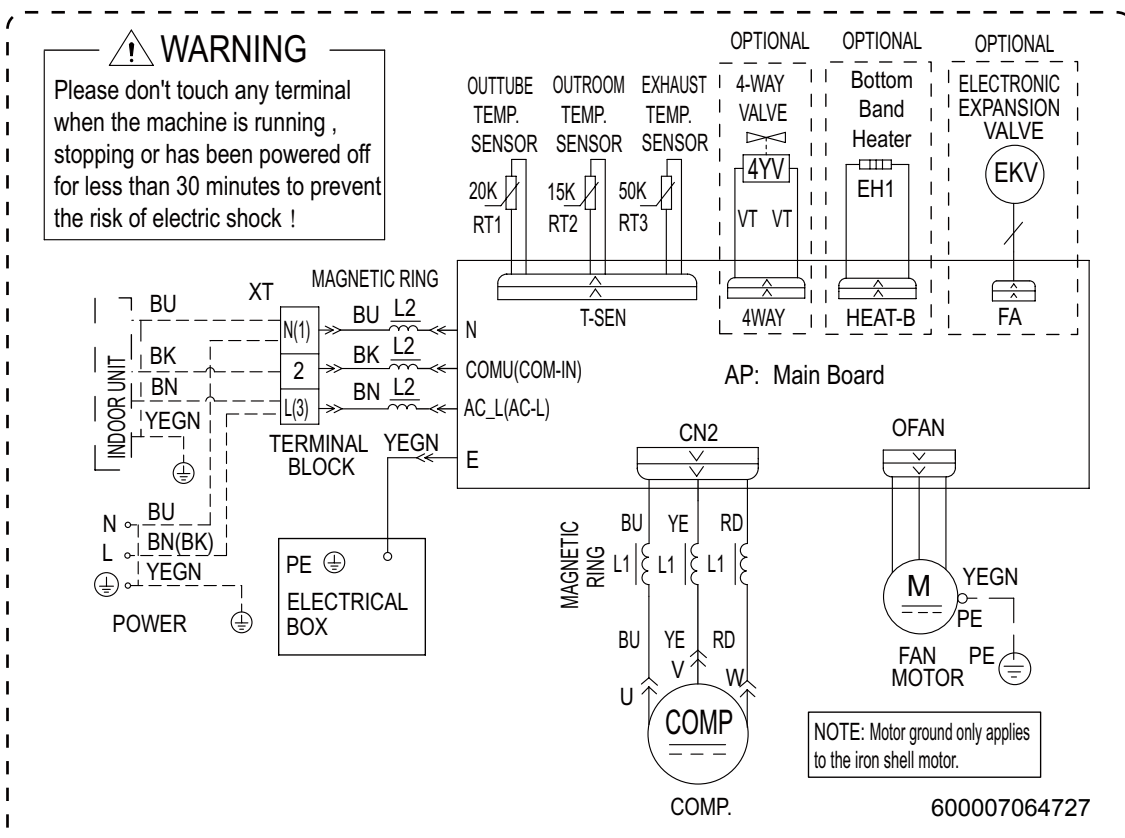 WARNING
Please don't touch any terminal
when the machine is running ,
stopping or has been powered off
for less than 30 minutes to prevent
the risk of electric shock !
OUTTUBE
TEMP.
SENSOR
OUTROOM
TEMP.
SENSOR
EXHAUST
TEMP.
SENSOR
20K
RT1
15K
RT2
50K
RT3
T-SEN
OPTIONAL
4-WAY
VALVE
4YV
VT VT
4WAY
OPTIONAL
Bottom
Band
Heater
EH1
HEAT-B
OPTIONAL
ELECTRONIC
EXPANSION
VALVE
EKV
FA
INDOOR UNIT
BU
BK
BN
YEGN
XT
N(1)
2
L(3)
TERMINAL
BLOCK
MAGNETIC RING
BU L2
BK L2
BN L2
YEGN
N
COMU(COM-IN)
AC_L(AC-L)
E
AP: Main Board
N
L
BU
BN(BK)
YEGN
POWER
PE
ELECTRICAL
BOX
CN2
MAGNETIC
RING
BU YE RD
L1 L1 L1
BU YE RD
U V W
COMP
COMP.
OFAN
M
YEGN
PE
PE
FAN
MOTOR
NOTE: Motor ground only applies
to the iron shell motor.
600007064727